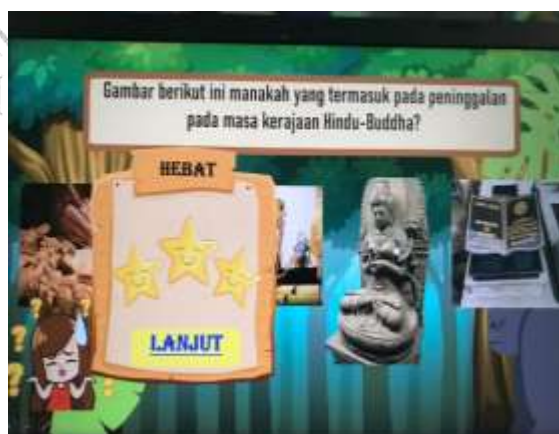 Gambar berikut ini manakah yang termasuk pada peninggalan
pada masa kerajaan Hindu-Buddha?
HEBAT
LANJUT